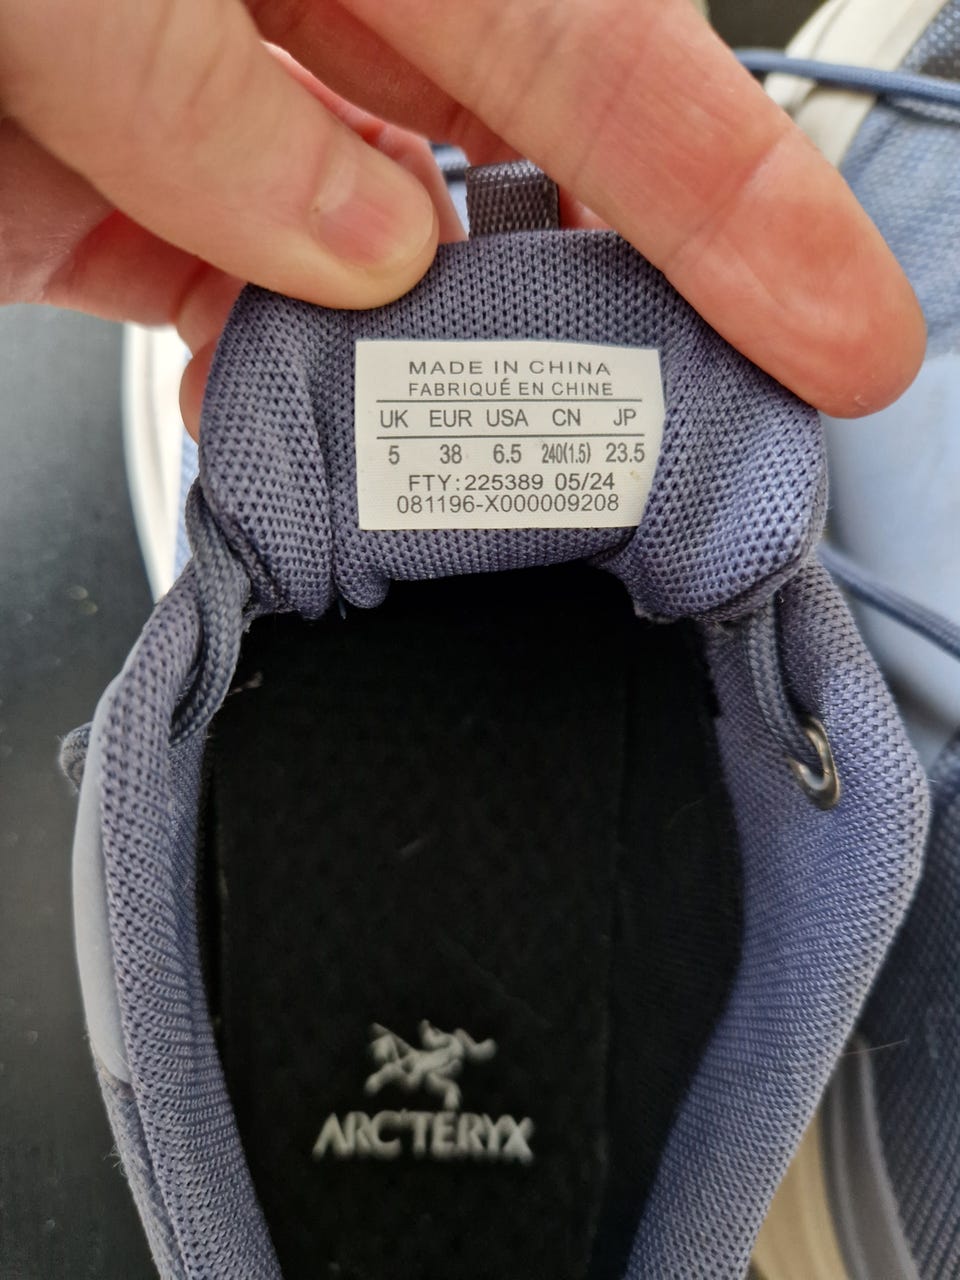 MADE IN CHINA
FABRIQUÉ EN CHINE
UK EUR USA CN JP
5 38 6.5 240(1.5) 23.5
FTY: 225389 05/24
081196-X000009208
ARC'TERYX